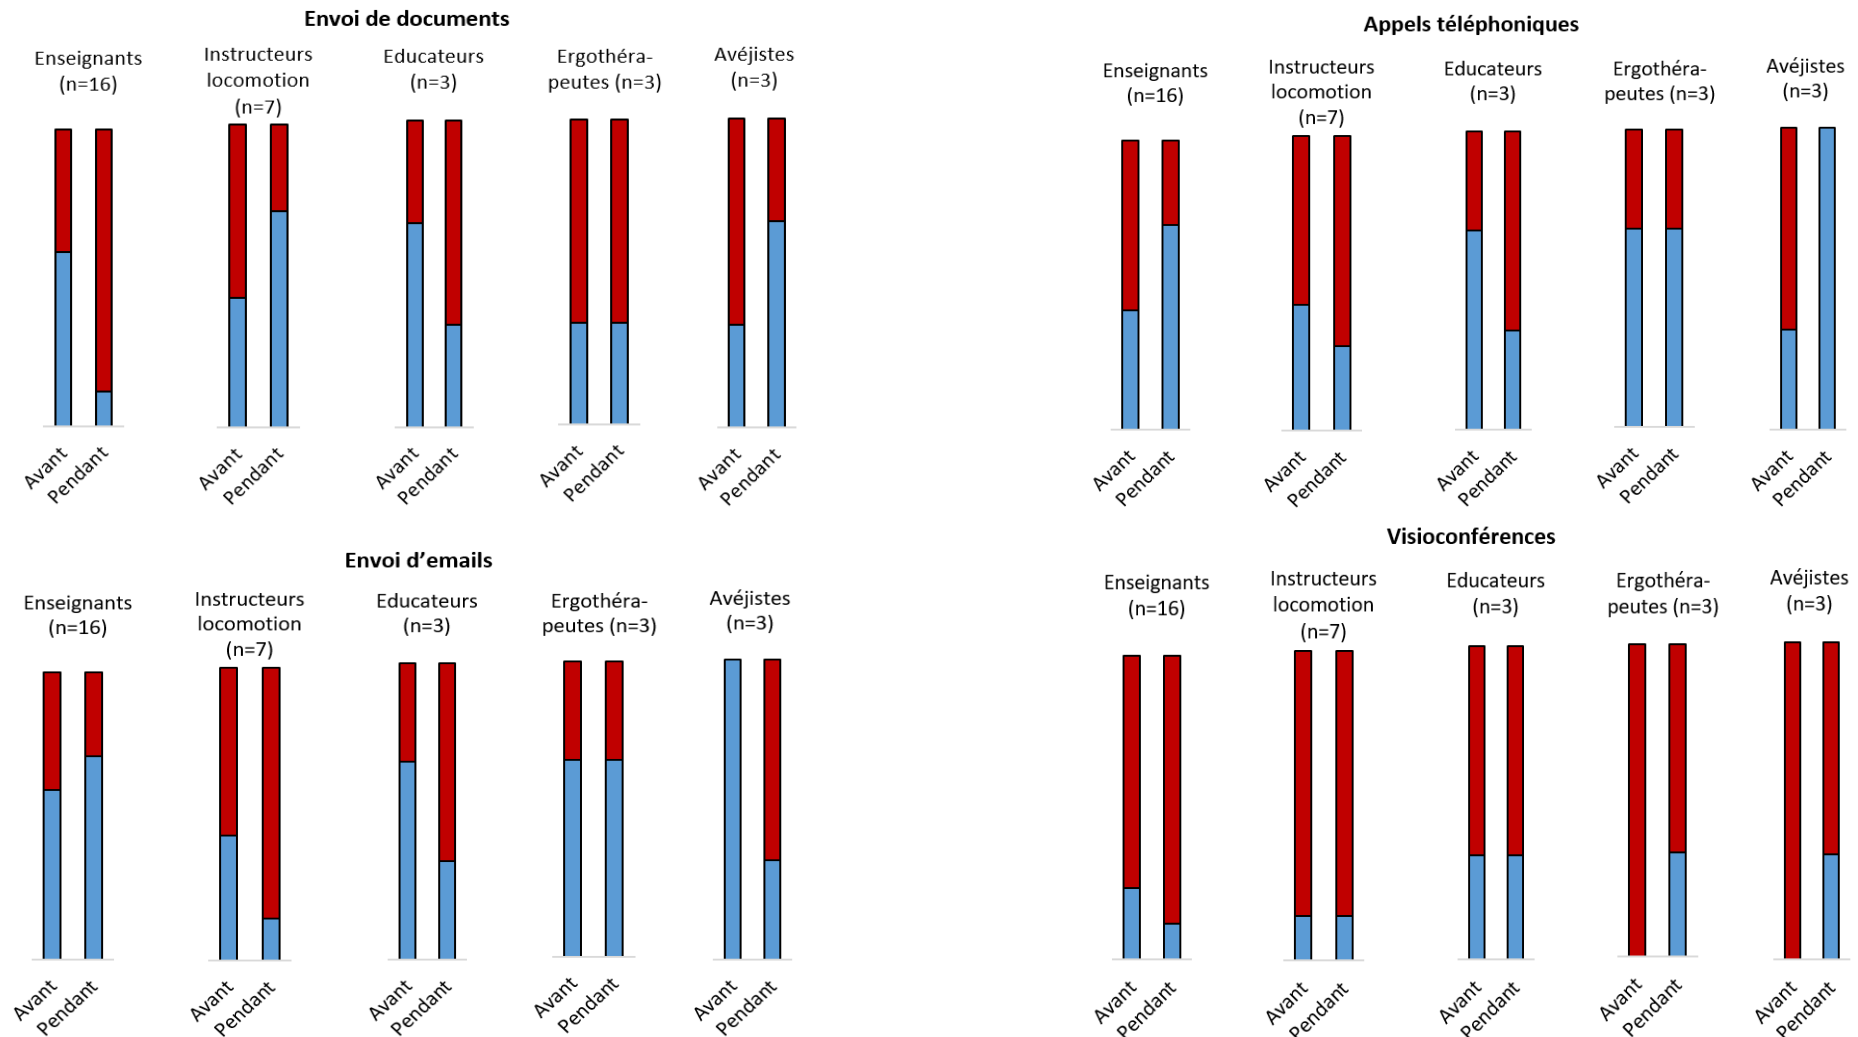 Envoi de documents
Enseignants
(n=16)
Instructeurs
locomotion
(n=7)
Educateurs
(n=3)
Ergothéra-
peutes (n=3)
Avéjistes
(n=3)
Avant
Pendant
Avant
Pendant
Avant
Pendant
Avant
Pendant
Avant
Pendant
Appels téléphoniques
Enseignants
(n=16)
Instructeurs
locomotion
(n=7)
Educateurs
(n=3)
Ergothéra-
peutes (n=3)
Avéjistes
(n=3)
Avant
Pendant
Avant
Pendant
Avant
Pendant
Avant
Pendant
Avant
Pendant
Envoi d’emails
Enseignants
(n=16)
Instructeurs
locomotion
(n=7)
Educateurs
(n=3)
Ergothéra-
peutes (n=3)
Avéjistes
(n=3)
Avant
Pendant
Avant
Pendant
Avant
Pendant
Avant
Pendant
Avant
Pendant
Visioconférences
Enseignants
(n=16)
Instructeurs
locomotion
(n=7)
Educateurs
(n=3)
Ergothéra-
peutes (n=3)
Avéjistes
(n=3)
Avant
Pendant
Avant
Pendant
Avant
Pendant
Avant
Pendant
Avant
Pendant